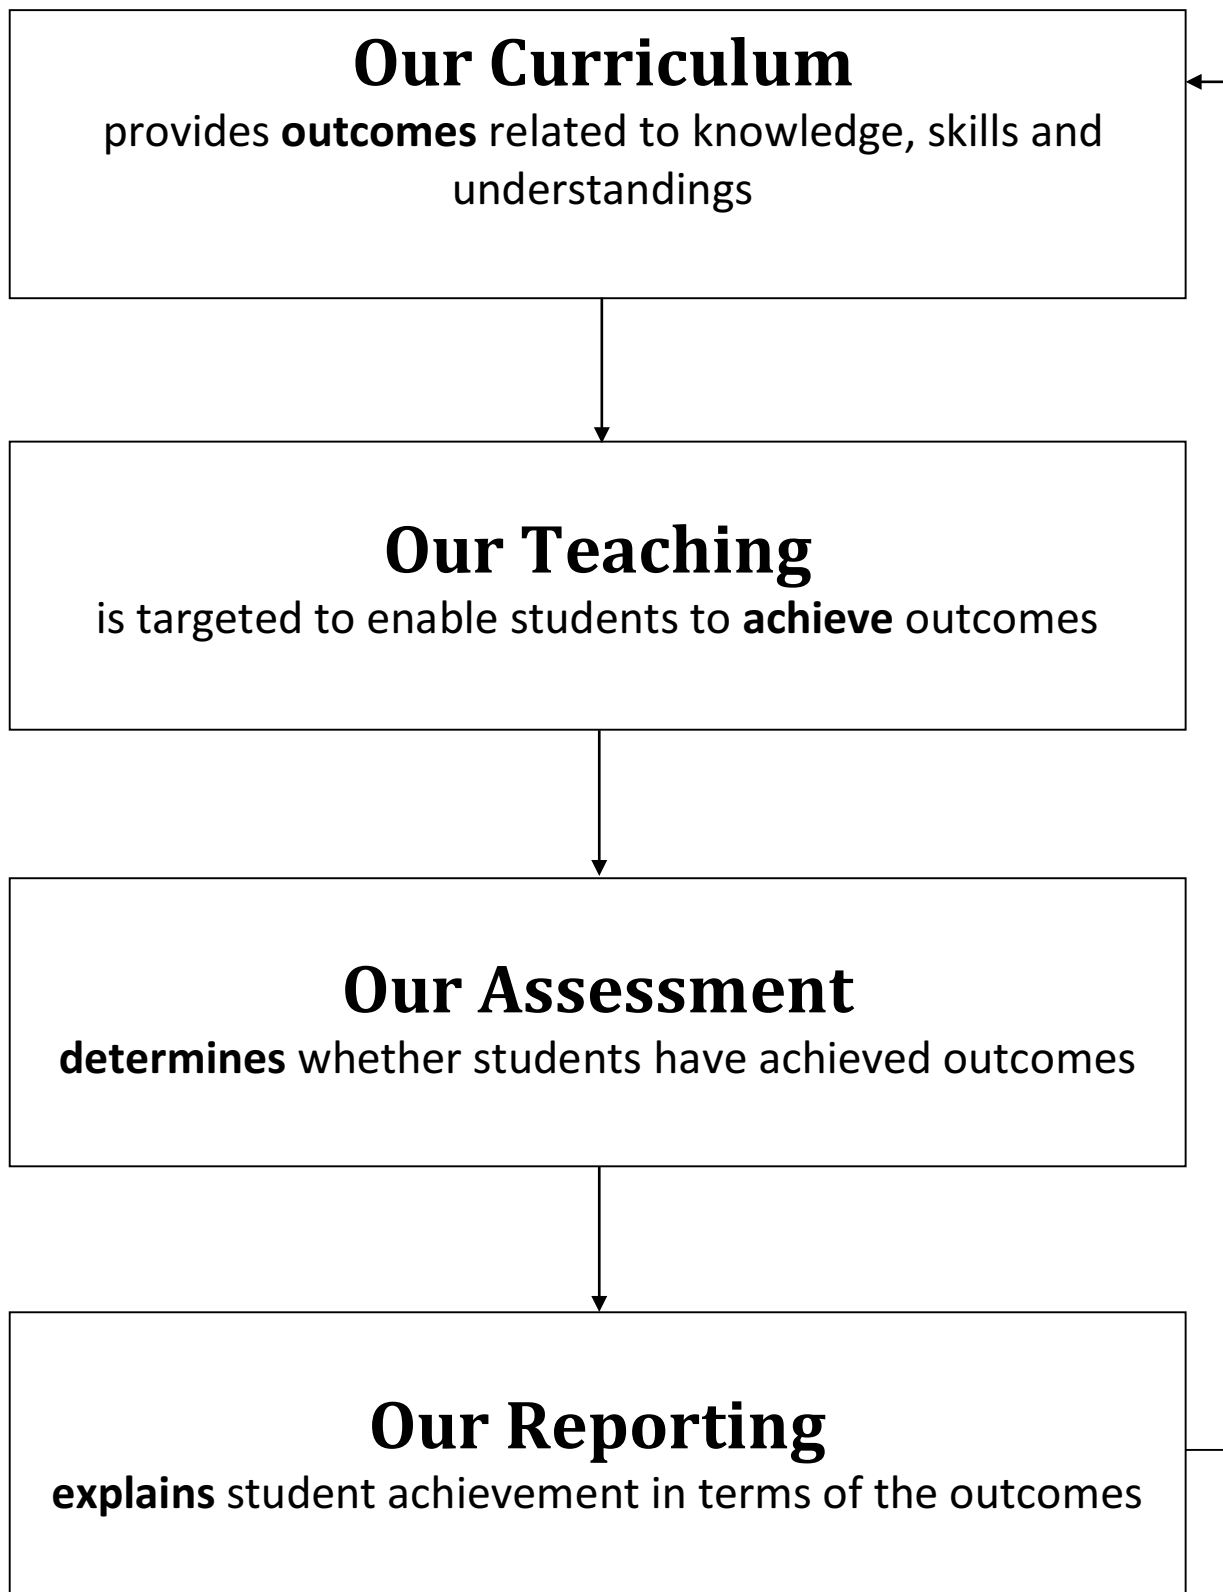 Our Curriculum
provides outcomes related to knowledge, skills and
understandings
Our Teaching
is targeted to enable students to achieve outcomes
Our Assessment
determines whether students have achieved outcomes
Our Reporting
explains student achievement in terms of the outcomes